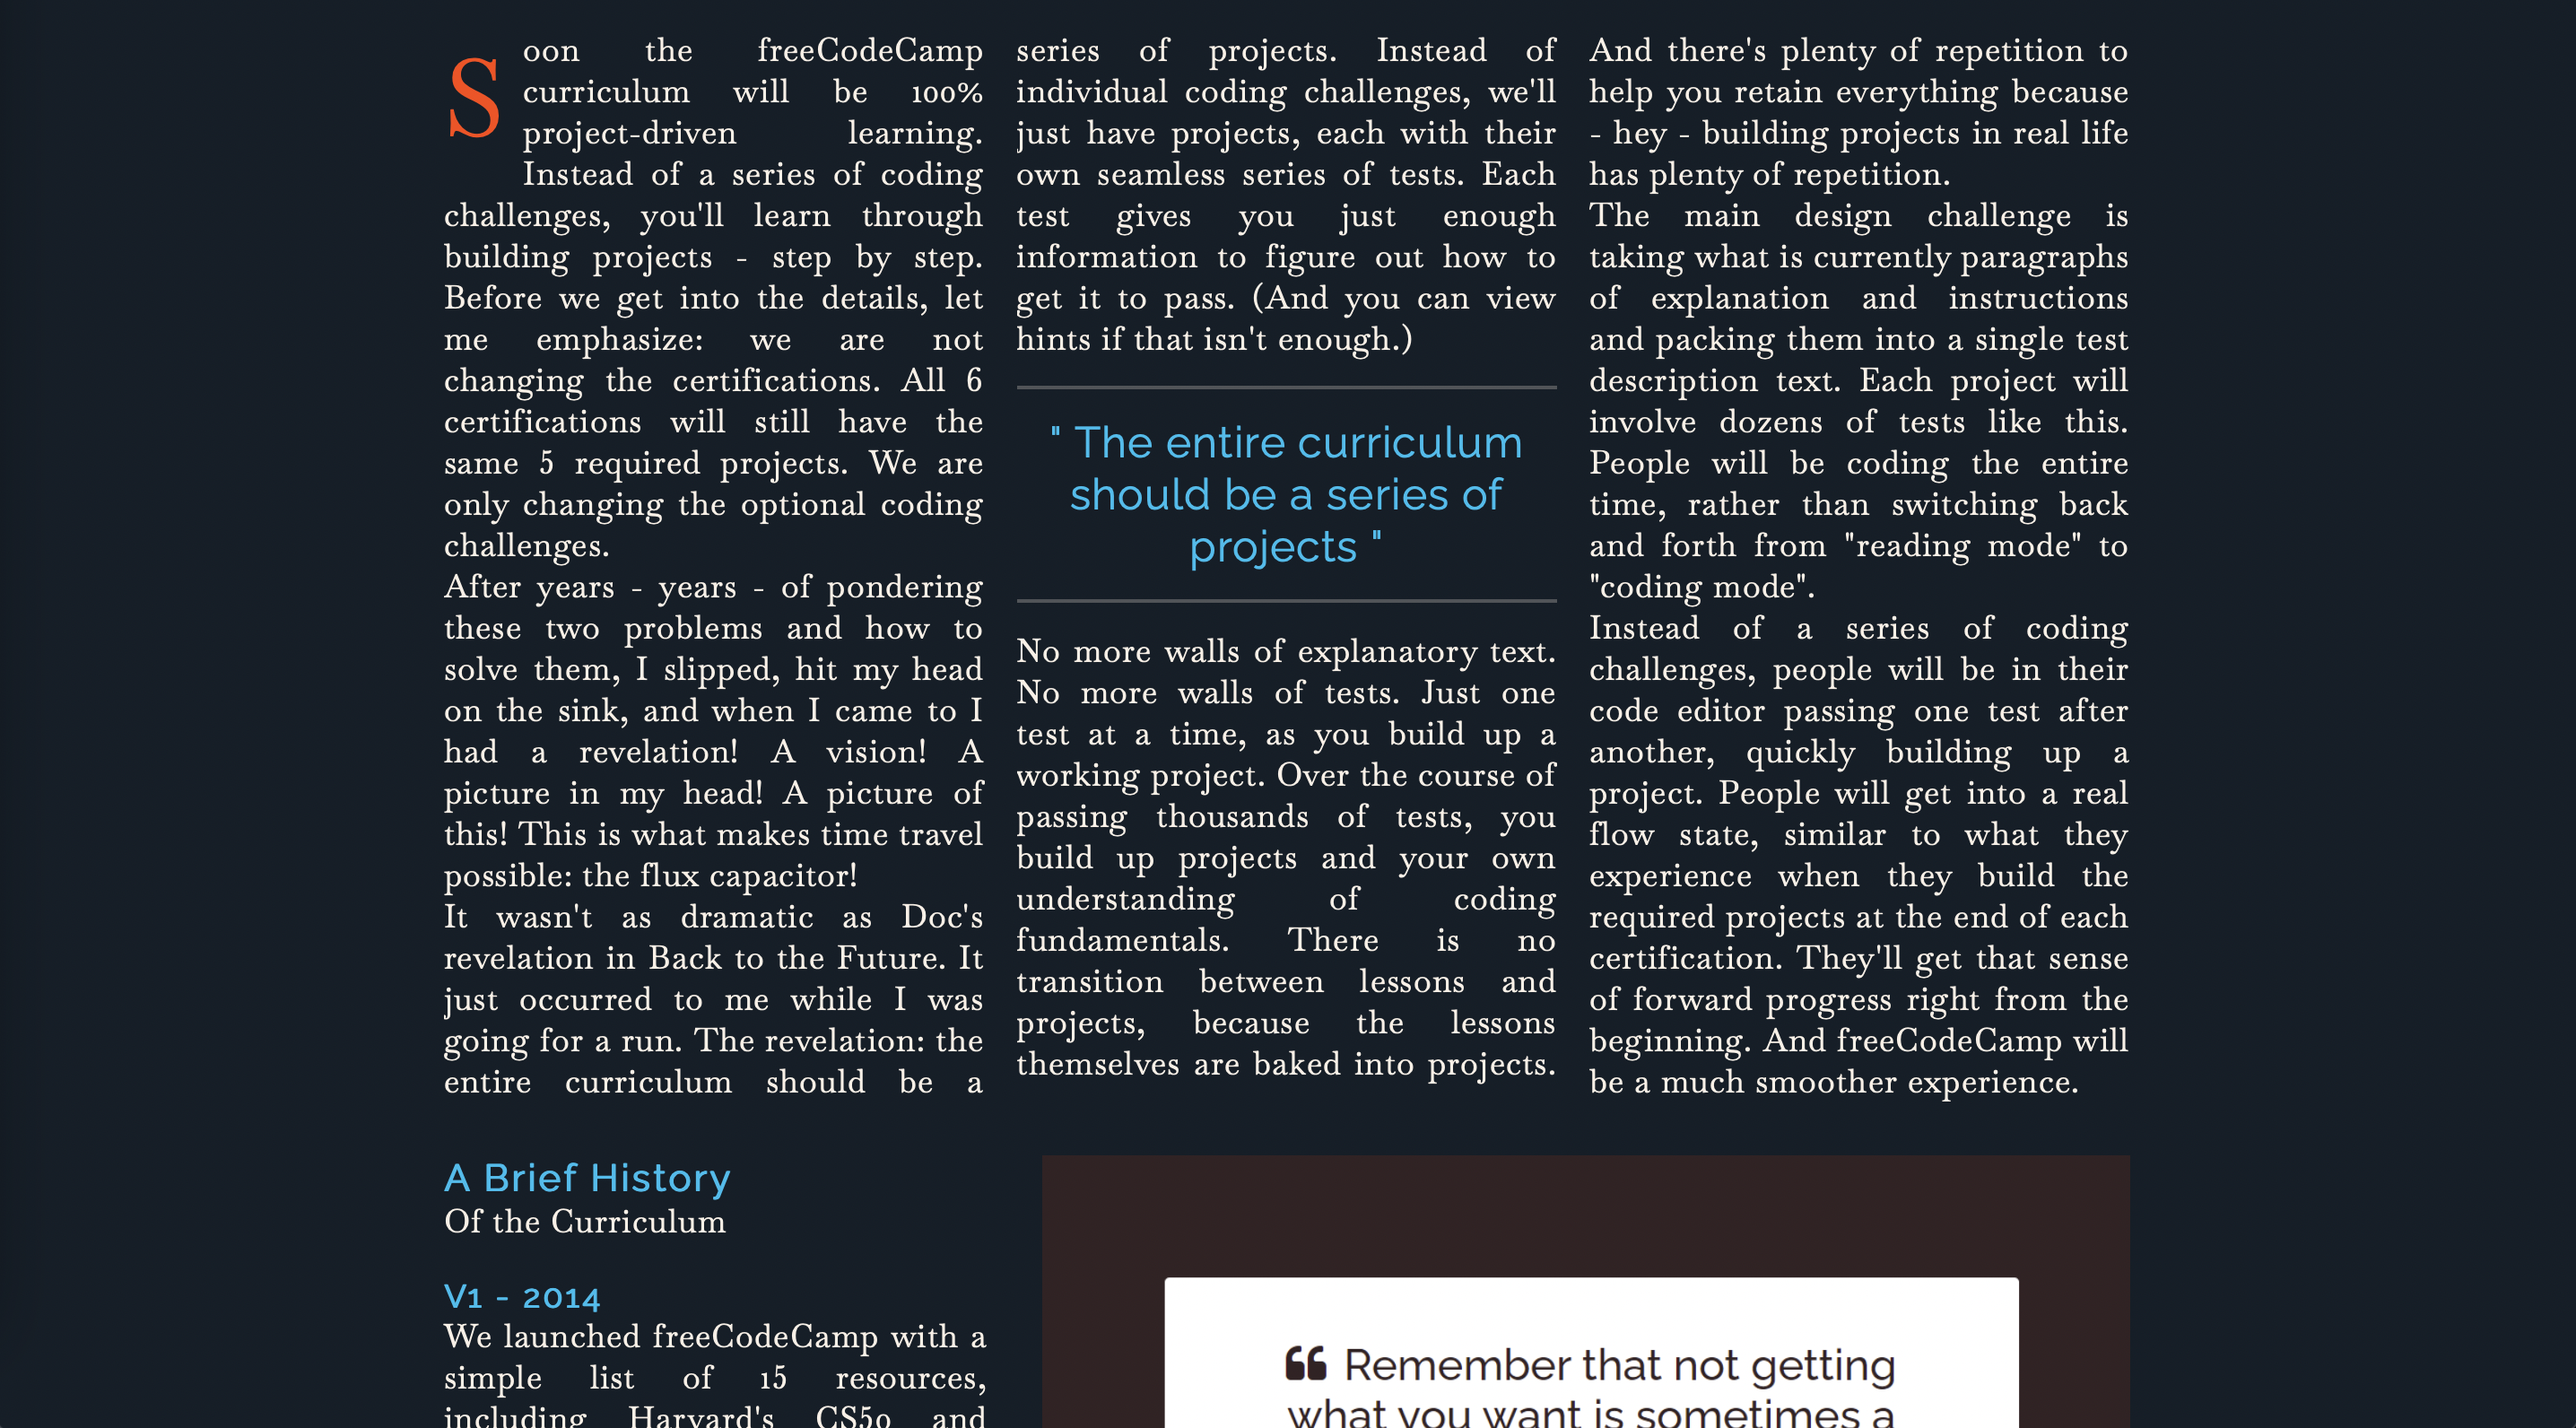 Soon the freeCodeCamp
curriculum will be 100%
project-driven learning.
Instead of a series of coding
challenges, you'll learn through
building projects - step by step.
Before we get into the details, let
me emphasize: we are not
changing the certifications. All 6
certifications will still have the
same 5 required projects. We are
only changing the optional coding
challenges.
After years - years - of pondering
these two problems and how to
solve them, I slipped, hit my head
on the sink, and when I came to I
had a revelation! A vision! A
picture in my head! A picture of
this! This is what makes time travel
possible: the flux capacitor!
It wasn't as dramatic as Doc's
revelation in Back to the Future. It
just occurred to me while I was
going for a run. The revelation: the
entire curriculum should be a
series of projects. Instead of
individual coding challenges, we'll
just have projects, each with their
own seamless series of tests. Each
test gives you just enough
information to figure out how to
get it to pass. (And you can view
hints if that isn't enough.)
" The entire curriculum
should be a series of
projects "
No more walls of explanatory text.
No more walls of tests. Just one
test at a time, as you build up a
working project. Over the course of
passing thousands of tests, you
build up projects and your own
understanding of coding
fundamentals. There is no
transition between lessons and
projects, because the lessons
themselves are baked into projects.
And there's plenty of repetition to
help you retain everything because
- hey - building projects in real life
has plenty of repetition.
The main design challenge is
taking what is currently paragraphs
of explanation and instructions
and packing them into a single test
description text. Each project will
involve dozens of tests like this.
People will be coding the entire
time, rather than switching back
and forth from "reading mode" to
"coding mode".
Instead of a series of coding
challenges, people will be in their
code editor passing one test after
another, quickly building up a
project. People will get into a real
flow state, similar to what they
experience when they build the
required projects at the end of each
certification. They'll get that sense
of forward progress right from the
beginning. And freeCodeCamp will
be a much smoother experience.
A Brief History
Of the Curriculum
V1 - 2014
We launched freeCodeCamp with a
simple list of 15 resources,
including Harvard's CS50 and
❝ Remember that not getting
what you want is sometimes a